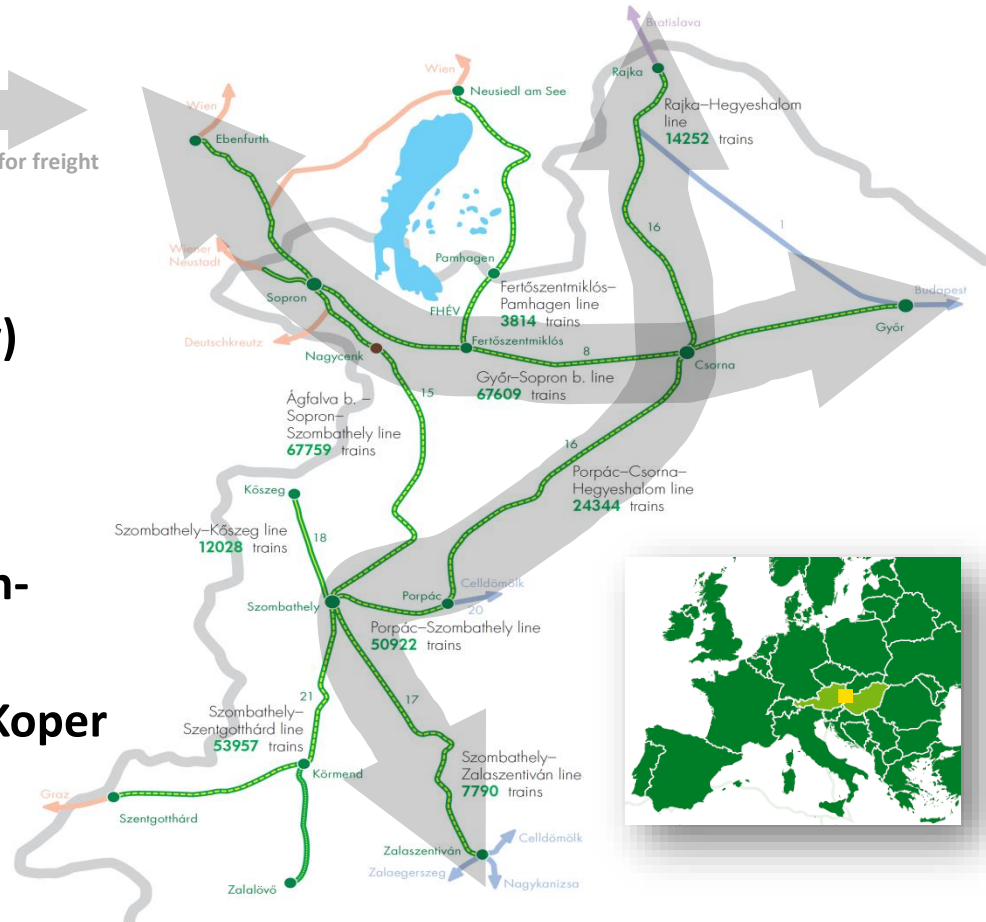 Bratislava
Wien
Rajka
Neusiedl am See
Wien
Rajka–Hegyeshalom
line
14252 trains
Ebenfurth
for freight
16
1
Wiener
Neustadt
Pamhagen
Sopron
Fertőszentmiklós–
Pamhagen line
3814 trains
Budapest
FHÉV
Győr
)
Deutschkreutz
Fertőszentmiklós
Nagycenk
8
Csorna
Győr–Sopron b. line
67609 trains
15
Ágfalva b. –
Sopron–
Szombathely line
67759 trains
16
Porpác–Csorna–
Hegyeshalom line
24344 trains
Kőszeg
Szombathely–Kőszeg line
12028 trains
18
n-
Celldömölk
Porpác
20
Szombathely
Porpác–Szombathely line
50922 trains
21
17
Koper
Szombathely–
Szentgotthárd line
53957 trains
Körmend
Szombathely–
Zalaszentiván line
7790 trains
Graz
Szentgotthárd
Celldömölk
Zalaszentiván
Zalaegerszeg
Nagykanizsa
Zalalövő